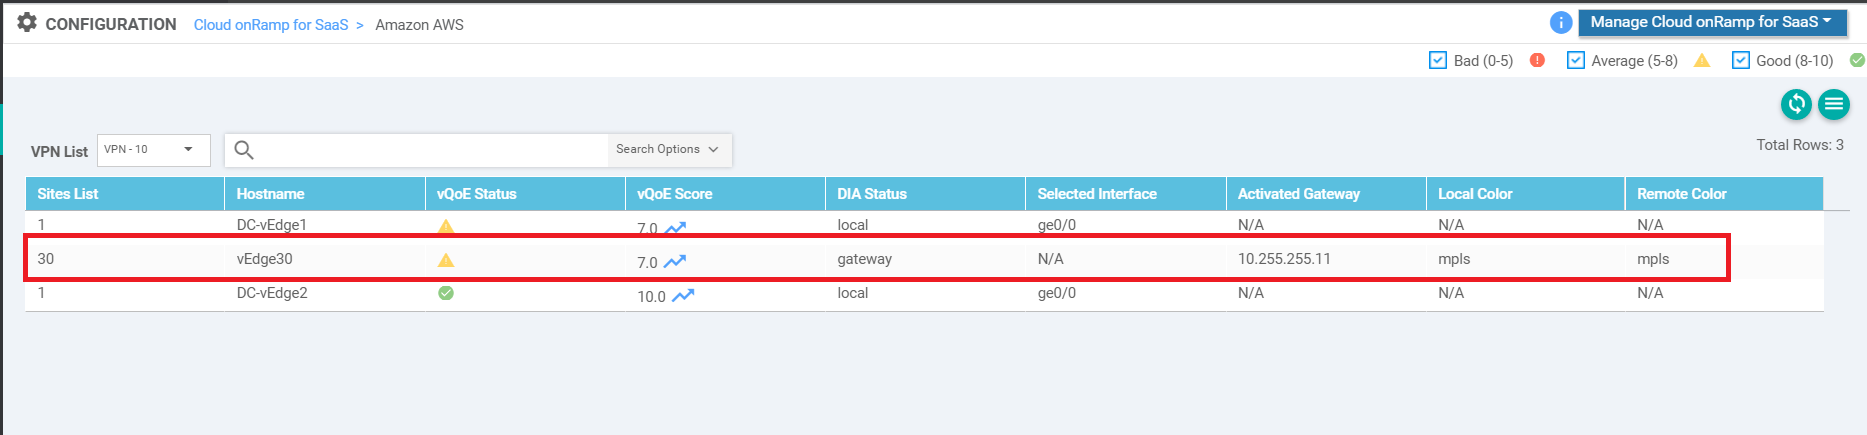 CONFIGURATION Cloud onRamp for SaaS > Amazon AWS i Manage Cloud onRamp for SaaS
Bad (0-5) Average (5-8) Good (8-10)
Total Rows: 3
VPN List VPN - 10 Search Options
Sites List Hostname vQoE Status vQoE Score DIA Status Selected Interface Activated Gateway Local Color Remote Color
1 DC-vEdge1 7.0 local ge0/0 N/A N/A N/A
30 vEdge30 7.0 gateway N/A 10.255.255.11 mpls mpls
1 DC-vEdge2 10.0 local ge0/0 N/A N/A N/A